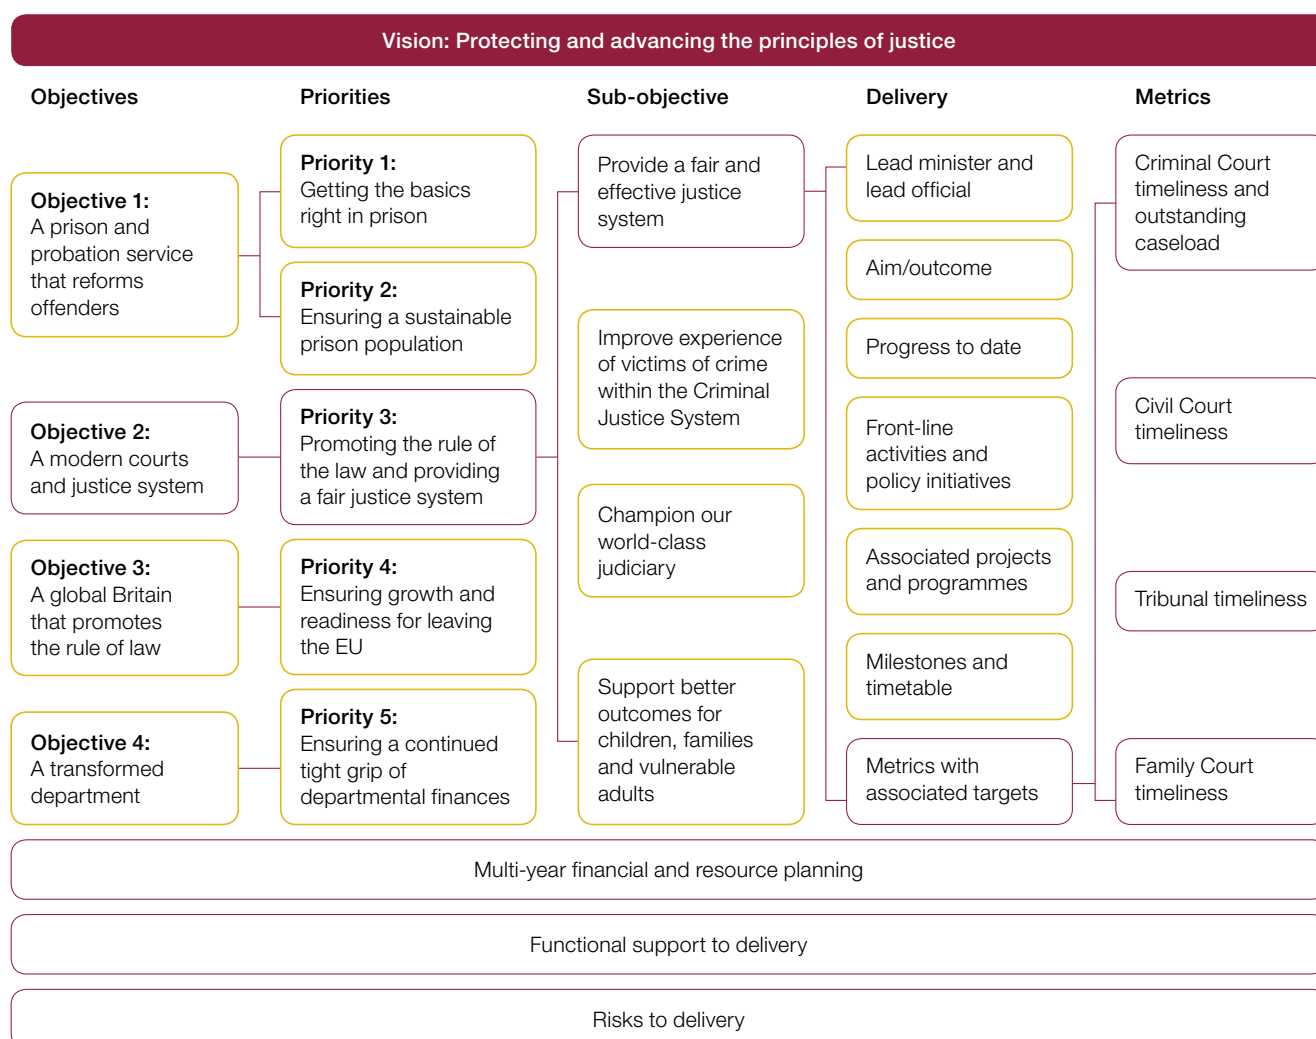 Vision: Protecting and advancing the principles of justice
Objectives
Priorities
Sub-objective
Delivery
Metrics
Objective 1:
A prison and
probation service
that reforms
offenders
Objective 2:
A modern courts
and justice system
Objective 3:
A global Britain
that promotes
the rule of law
Objective 4:
A transformed
department
Priority 1:
Getting the basics
right in prison
Priority 2:
Ensuring a sustainable
prison population
Priority 3:
Promoting the rule of
the law and providing
a fair justice system
Priority 4:
Ensuring growth and
readiness for leaving
the EU
Priority 5:
Ensuring a continued
tight grip of
departmental finances
Provide a fair and
effective justice
system
Improve experience
of victims of crime
within the Criminal
Justice System
Champion our
world-class
judiciary
Support better
outcomes for
children, families
and vulnerable
adults
Lead minister and
lead official
Aim/outcome
Progress to date
Front-line
activities and
policy initiatives
Associated projects
and programmes
Milestones and
timetable
Metrics with
associated targets
Criminal Court
timeliness and
outstanding
caseload
Civil Court
timeliness
Tribunal timeliness
Family Court
timeliness
Multi-year financial and resource planning
Functional support to delivery
Risks to delivery